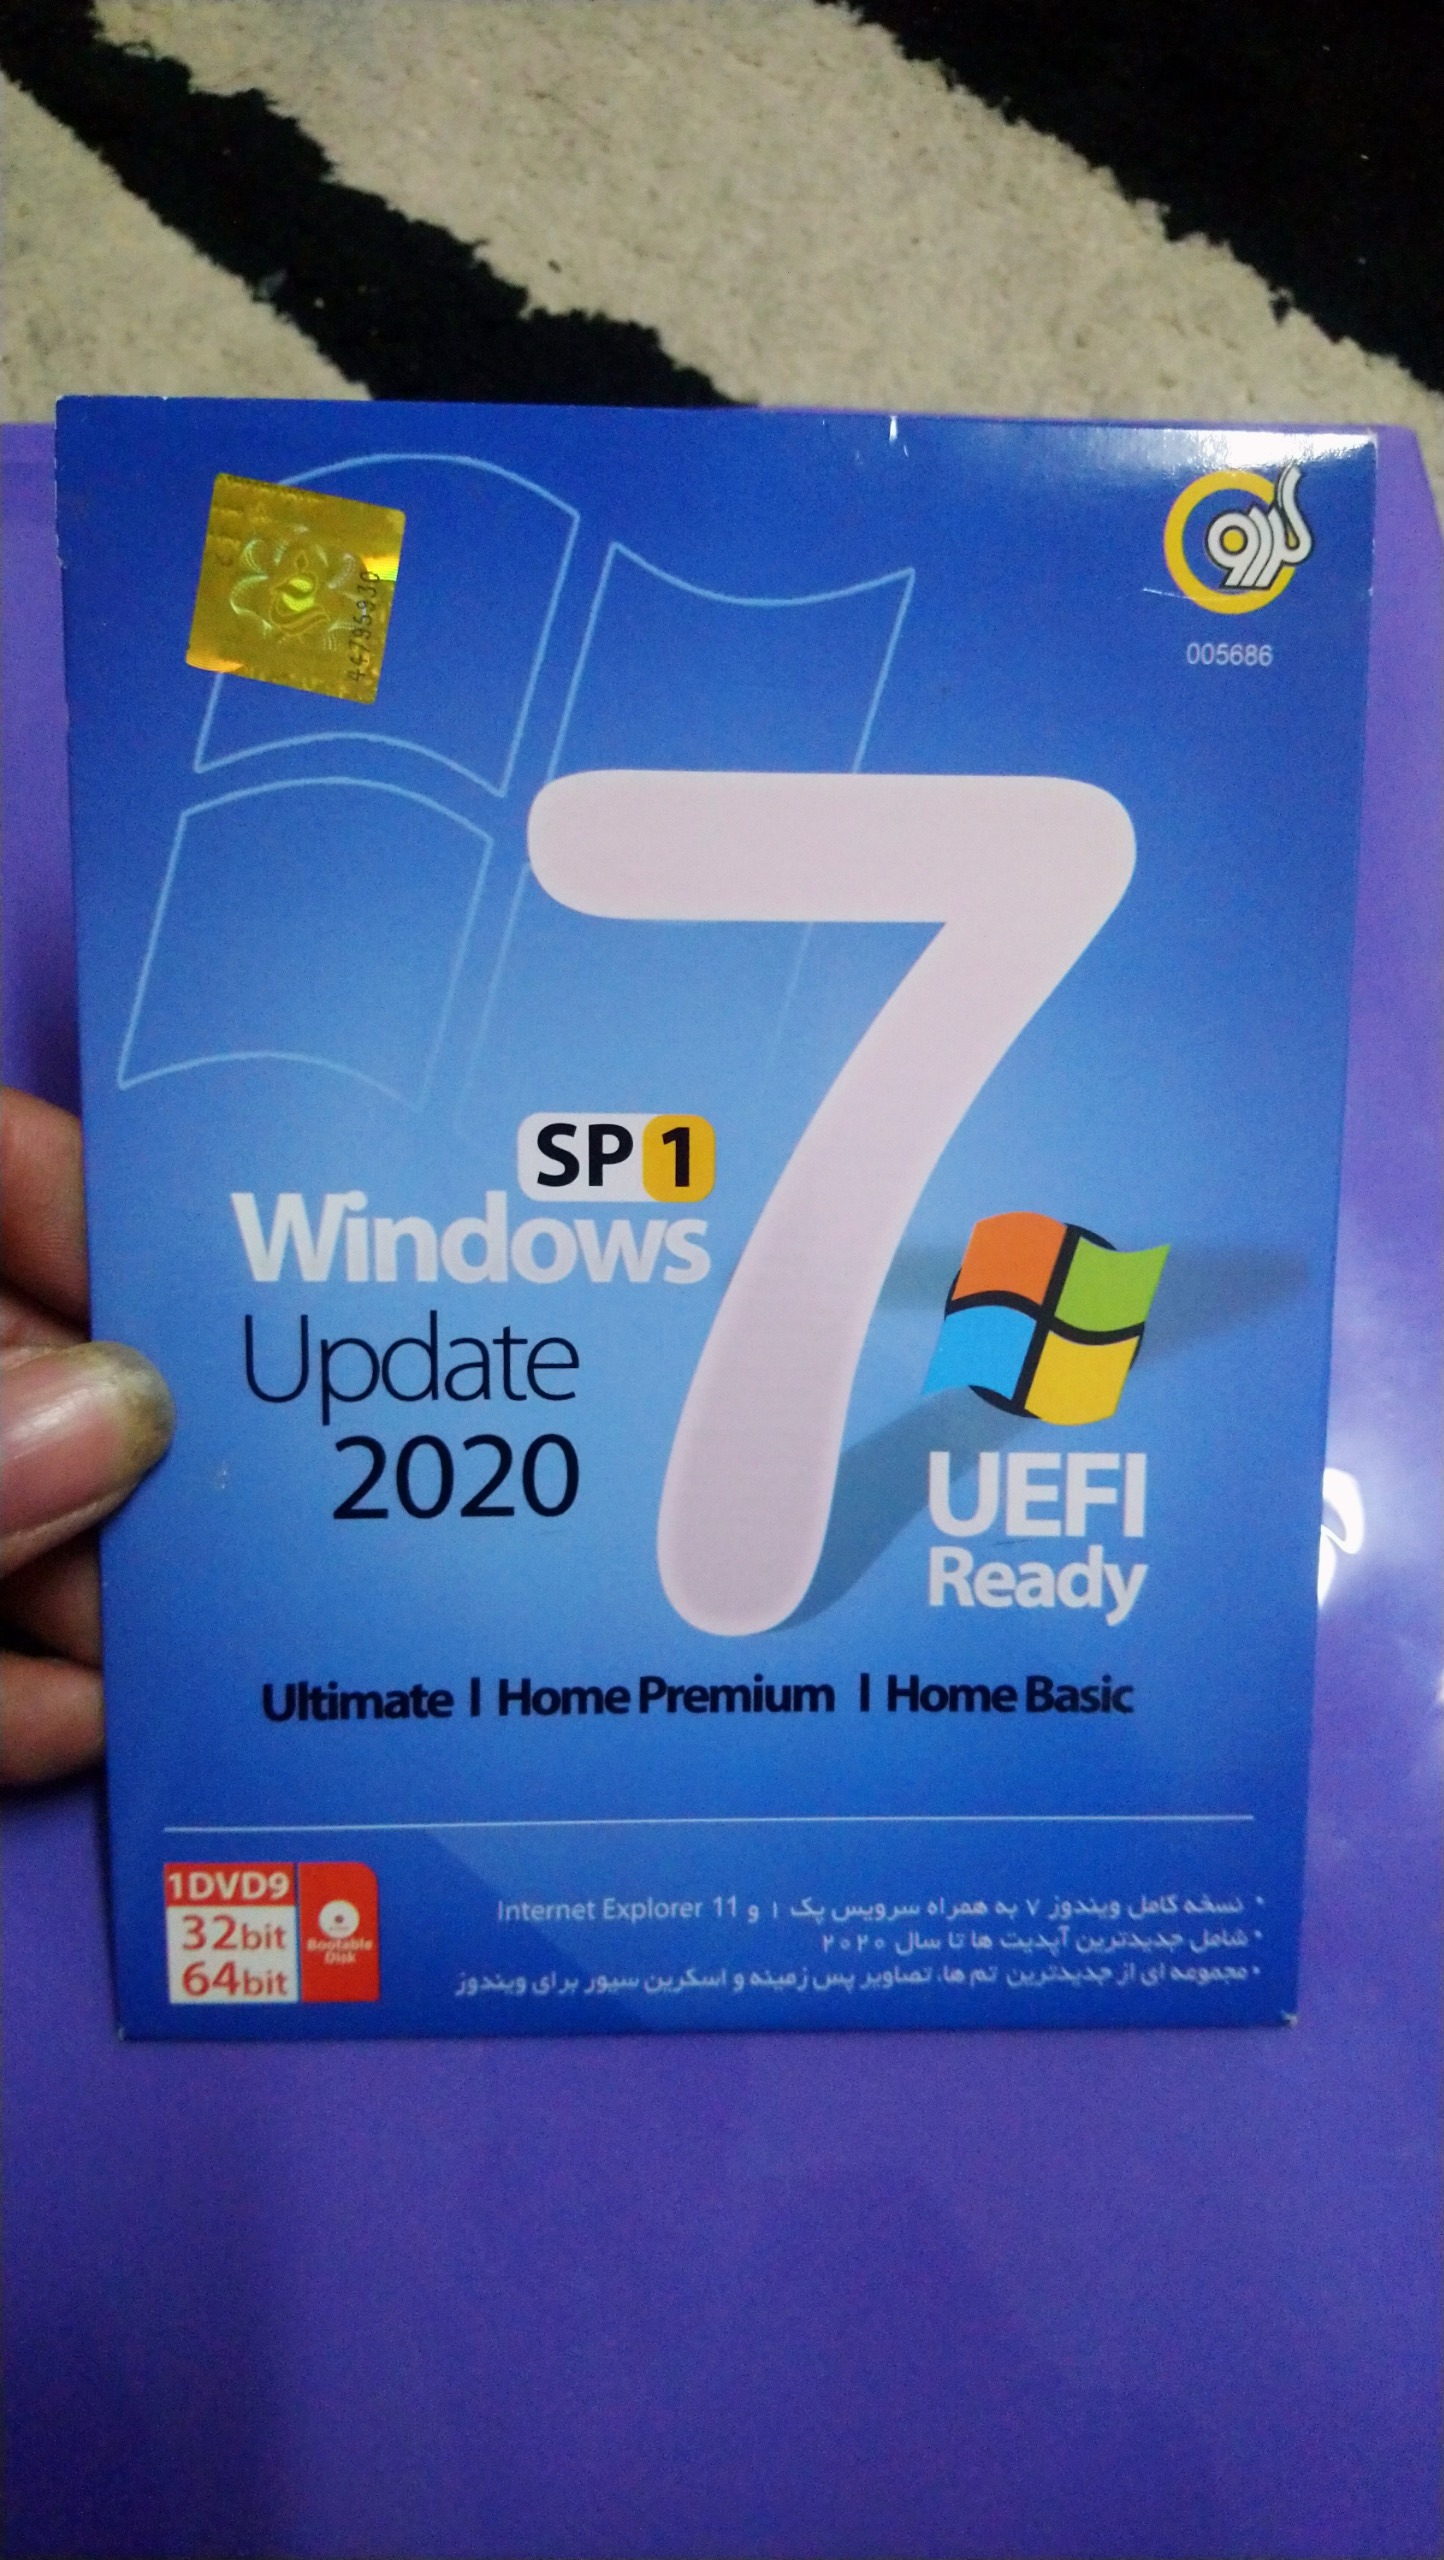 گردو
005686
44795930
7
SP 1
Windows
Update
2020
UEFI
Ready
Ultimate | Home Premium | Home Basic
1DVD9
32bit
64bit
Bootable
Disk
• نسخه کامل ویندوز ۷ به همراه سرویس پک ۱ و Internet Explorer 11
• شامل جدیدترین آپدیت ها تا سال ۲۰۲۰
• مجموعه ای از جدیدترین تم ها، تصاویر پس زمینه و اسکرین سیور برای ویندوز